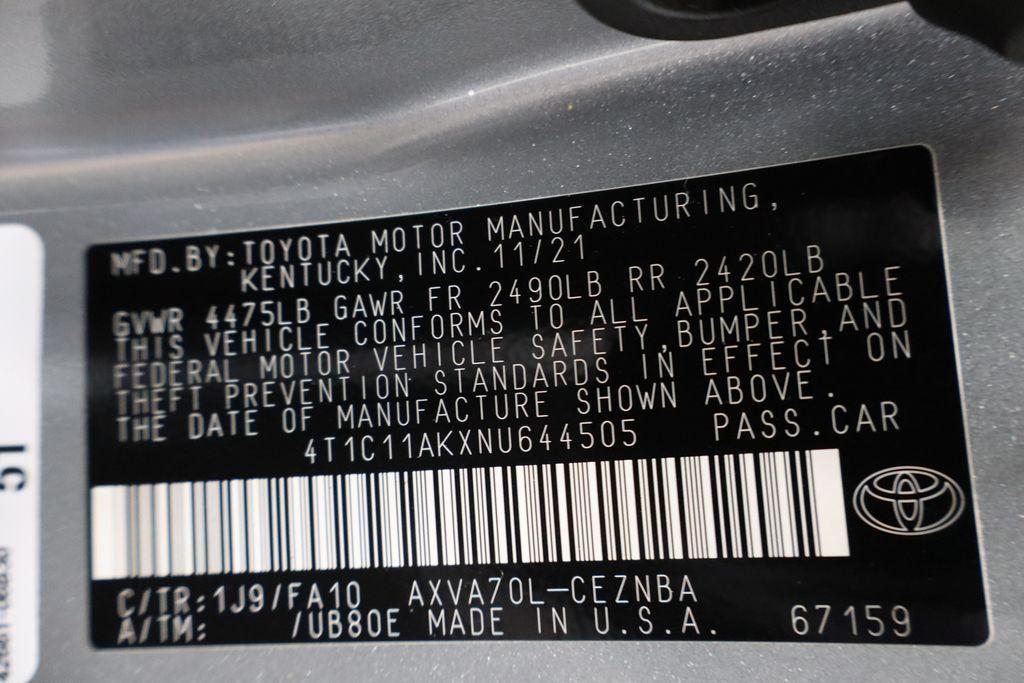 MFD.BY:TOYOTA MOTOR MANUFACTURING,
KENTUCKY,INC. 11/21
GVWR 4475LB GAWR FR 2490LB RR 2420LB
THIS VEHICLE CONFORMS TO ALL APPLICABLE
FEDERAL MOTOR VEHICLE SAFETY,BUMPER,AND
THEFT PREVENTION STANDARDS IN EFFECT ON
THE DATE OF MANUFACTURE SHOWN ABOVE.
4T1C11AKXNU644505 PASS.CAR
C/TR:1J9/FA10 AXVA70L-CEZNBA
A/TM: /UB80E MADE IN U.S.A. 67159
51